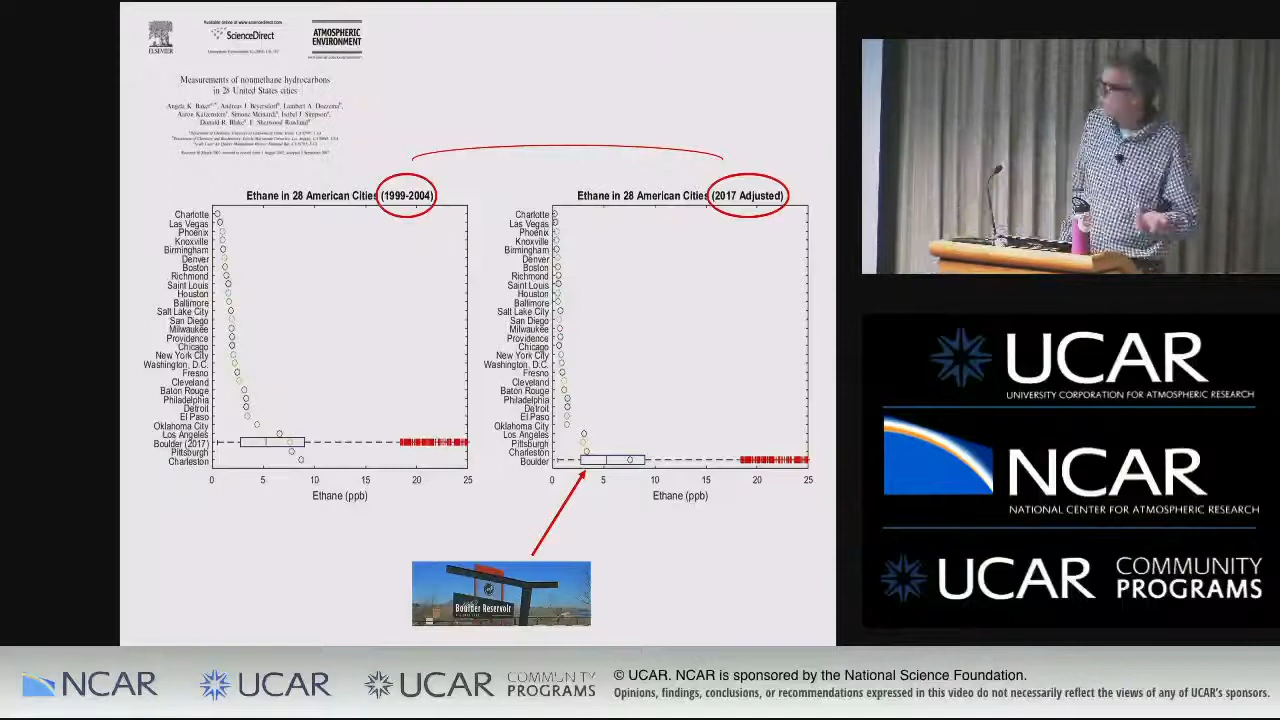 Available online at www.sciencedirect.com
ScienceDirect
ELSEVIER
ATMOSPHERIC
ENVIRONMENT
Measurements of nonmethane hydrocarbons
in 28 United States cities
Angela K. Baker, Andreas J. Beyersdorf, Lambert A. Doezema,
Aaron Katzenstein, Simone Meinardi, Isobel J. Simpson,
Donald R. Blake, F. Sherwood Rowland
Ethane in 28 American Cities (1999-2004)
Charlotte
Las Vegas
Phoenix
Knoxville
Birmingham
Denver
Boston
Richmond
Saint Louis
Houston
Baltimore
Salt Lake City
San Diego
Milwaukee
Providence
Chicago
New York City
Washington, D.C.
Fresno
Cleveland
Baton Rouge
Philadelphia
Detroit
El Paso
Oklahoma City
Los Angeles
Boulder (2017)
Pittsburgh
Charleston
0 5 10 15 20 25
Ethane (ppb)
Ethane in 28 American Cities (2017 Adjusted)
Charlotte
Las Vegas
Phoenix
Knoxville
Birmingham
Denver
Boston
Richmond
Saint Louis
Houston
Baltimore
Salt Lake City
San Diego
Milwaukee
Providence
Chicago
New York City
Washington, D.C.
Fresno
Cleveland
Baton Rouge
Philadelphia
Detroit
El Paso
Oklahoma City
Los Angeles
Pittsburgh
Charleston
Boulder
0 5 10 15 20 25
Ethane (ppb)
Boulder Reservoir
UCAR
UNIVERSITY CORPORATION FOR ATMOSPHERIC RESEARCH
NCAR
NATIONAL CENTER FOR ATMOSPHERIC RESEARCH
UCAR COMMUNITY
PROGRAMS
NCAR
UCAR
UCAR COMMUNITY
PROGRAMS
© UCAR. NCAR is sponsored by the National Science Foundation.
Opinions, findings, conclusions, or recommendations expressed in this video do not necessarily reflect the views of any of UCAR's sponsors.